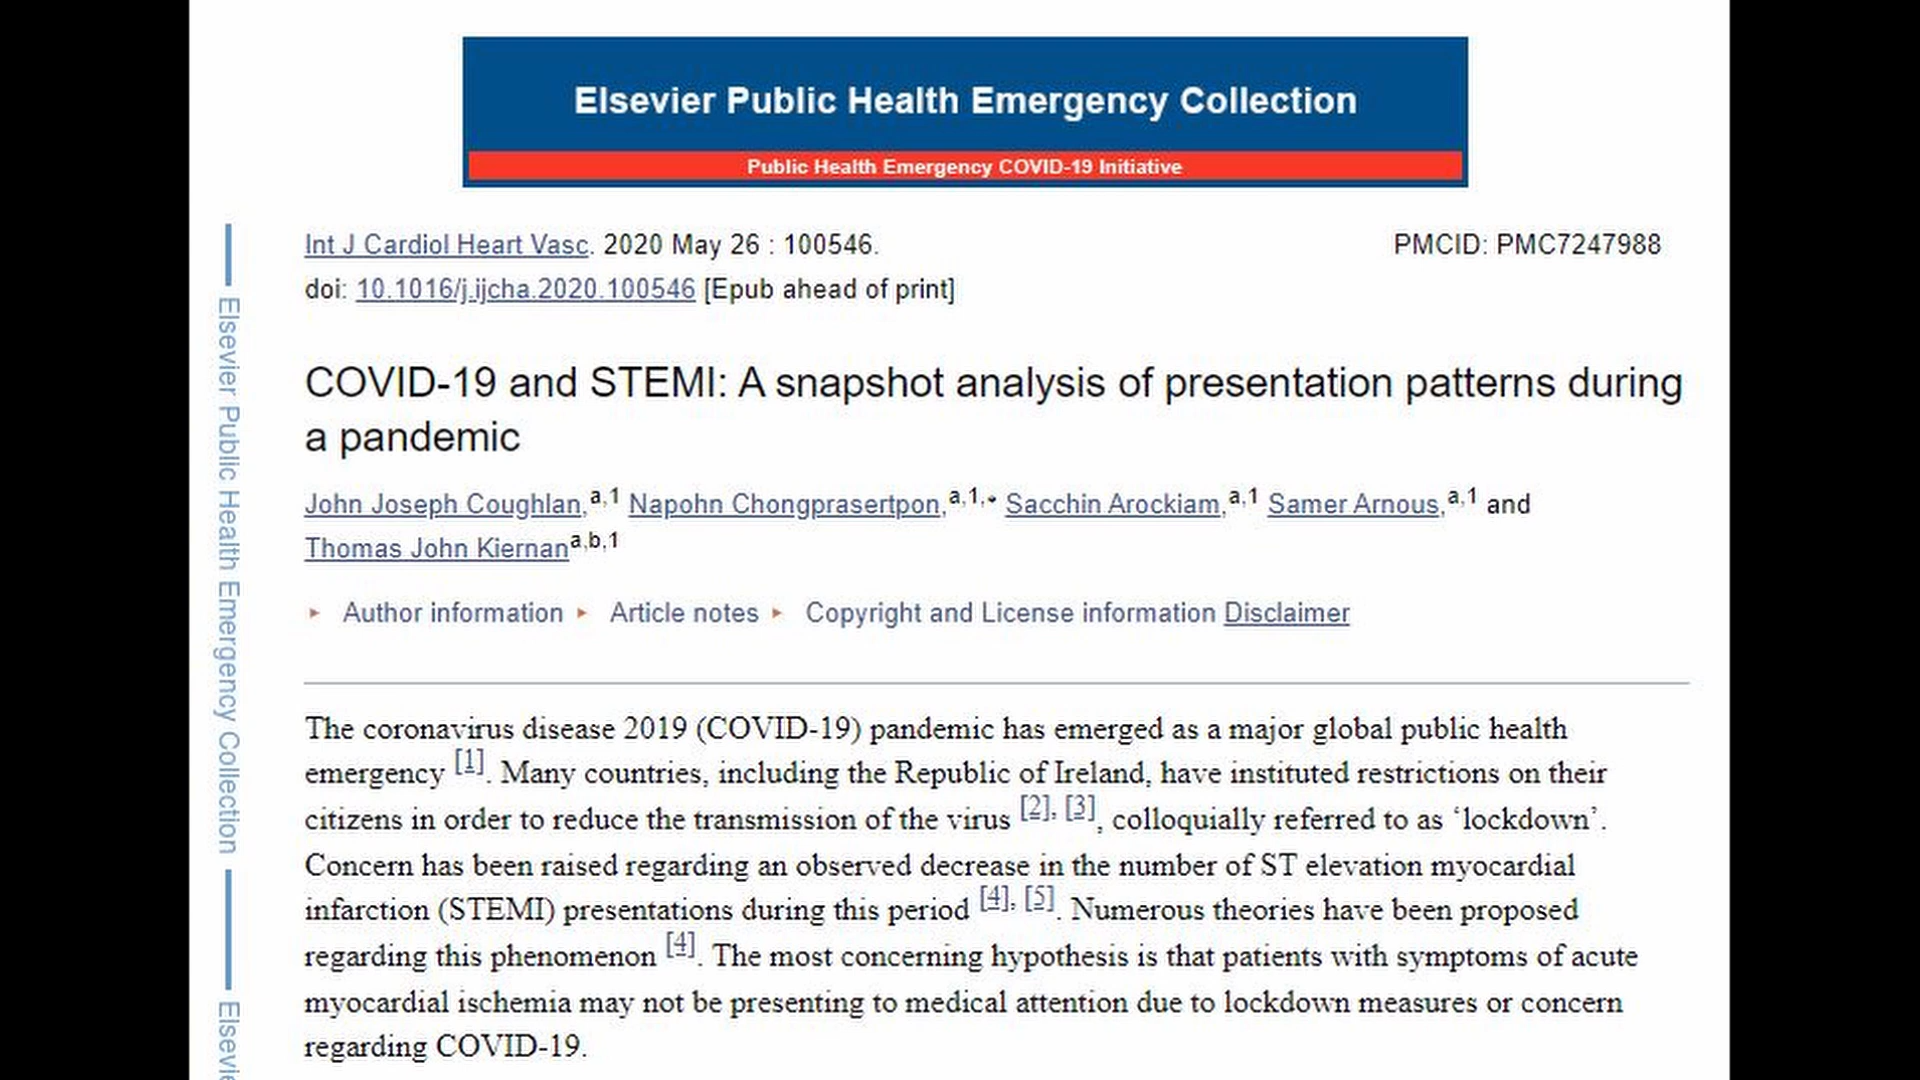 Elsevier Public Health Emergency Collection
Public Health Emergency COVID-19 Initiative
Int J Cardiol Heart Vasc. 2020 May 26 : 100546.
PMCID: PMC7247988
doi: 10.1016/j.ijcha.2020.100546 [Epub ahead of print]
COVID-19 and STEMI: A snapshot analysis of presentation patterns during
a pandemic
John Joseph Coughlan,a,1 Napohn Chongprasertpon,a,1,* Sacchin Arockiam,a,1 Samer Arnous,a,1 and
Thomas John Kiernana,b,1
▸ Author information ▸ Article notes ▸ Copyright and License information Disclaimer
The coronavirus disease 2019 (COVID-19) pandemic has emerged as a major global public health
emergency [1]. Many countries, including the Republic of Ireland, have instituted restrictions on their
citizens in order to reduce the transmission of the virus [2], [3], colloquially referred to as ‘lockdown’.
Concern has been raised regarding an observed decrease in the number of ST elevation myocardial
infarction (STEMI) presentations during this period [4], [5]. Numerous theories have been proposed
regarding this phenomenon [4]. The most concerning hypothesis is that patients with symptoms of acute
myocardial ischemia may not be presenting to medical attention due to lockdown measures or concern
regarding COVID-19.
Elsevier Public Health Emergency Collection